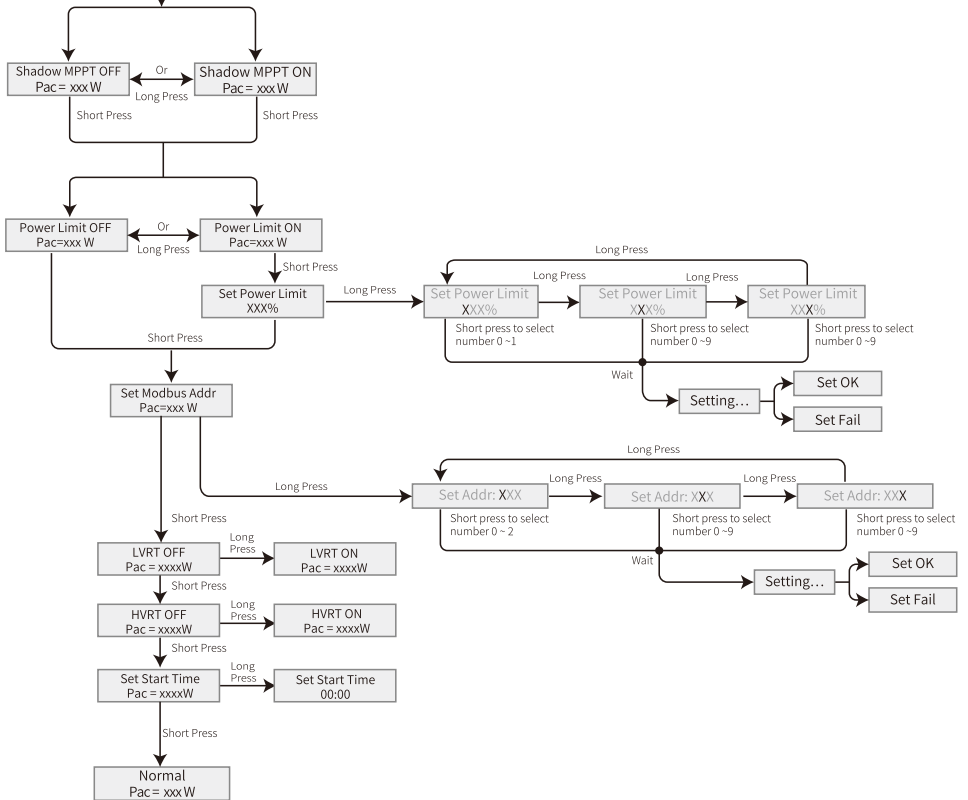 Shadow MPPT OFF
Pac = xxx W
Or
Long Press
Shadow MPPT ON
Pac = xxx W
Short Press
Short Press
Power Limit OFF
Pac=xxx W
Or
Long Press
Power Limit ON
Pac=xxx W
Short Press
Set Power Limit
XXX%
Long Press
Long Press
Set Power Limit
XXX%
Long Press
Set Power Limit
XXX%
Long Press
Set Power Limit
XXX%
Short press to select
number 0 ~1
Short press to select
number 0 ~9
Short press to select
number 0 ~9
Short Press
Wait
Setting…
Set OK
Set Fail
Set Modbus Addr
Pac=xxx W
Long Press
Long Press
Set Addr: XXX
Long Press
Set Addr: XXX
Long Press
Set Addr: XXX
Short press to select
number 0 ~ 2
Short press to select
number 0 ~9
Short press to select
number 0 ~9
Wait
Setting…
Set OK
Set Fail
Short Press
LVRT OFF
Pac = xxxxW
Long
Press
LVRT ON
Pac = xxxxW
Short Press
HVRT OFF
Pac = xxxxW
Long
Press
HVRT ON
Pac = xxxxW
Short Press
Set Start Time
Pac = xxxxW
Long
Press
Set Start Time
00:00
Short Press
Normal
Pac = xxx W